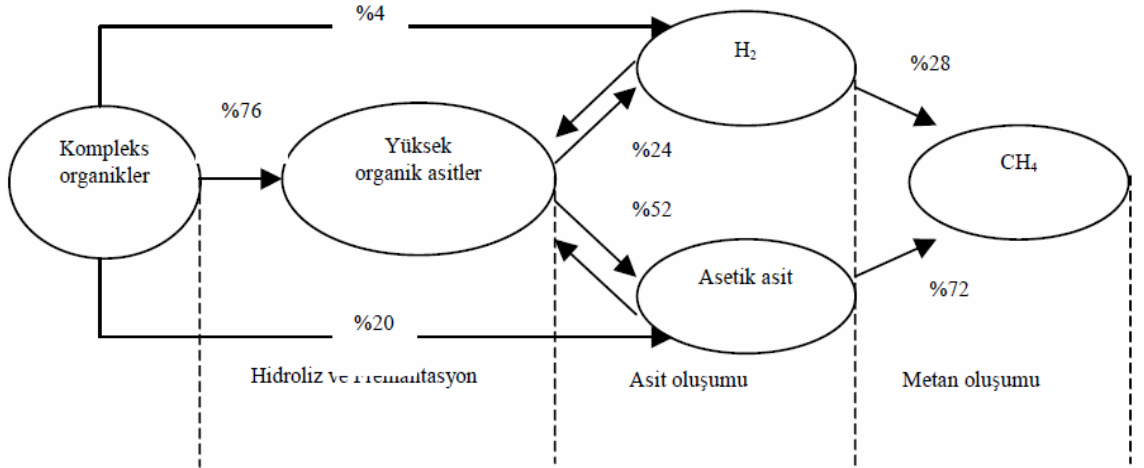 %4
H₂
%28
%76
Kompleks
organikler
Yüksek
organik asitler
%24
CH₄
%52
Asetik asit
%72
%20
Hidroliz ve
Asit oluşumu
Metan oluşumu